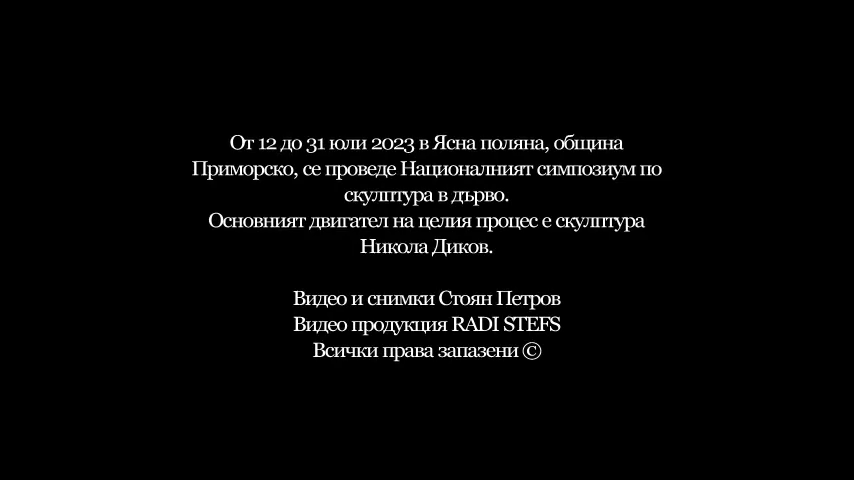 От 12 до 31 юли 2023 в Ясна поляна, община
Приморско, се проведе Националният симпозиум по
скулптура в дърво.
Основният двигател на целия процес е скулптура
Никола Диков.
Видео и снимки Стоян Петров
Видео продукция RADI STEFS
Всички права запазени ©